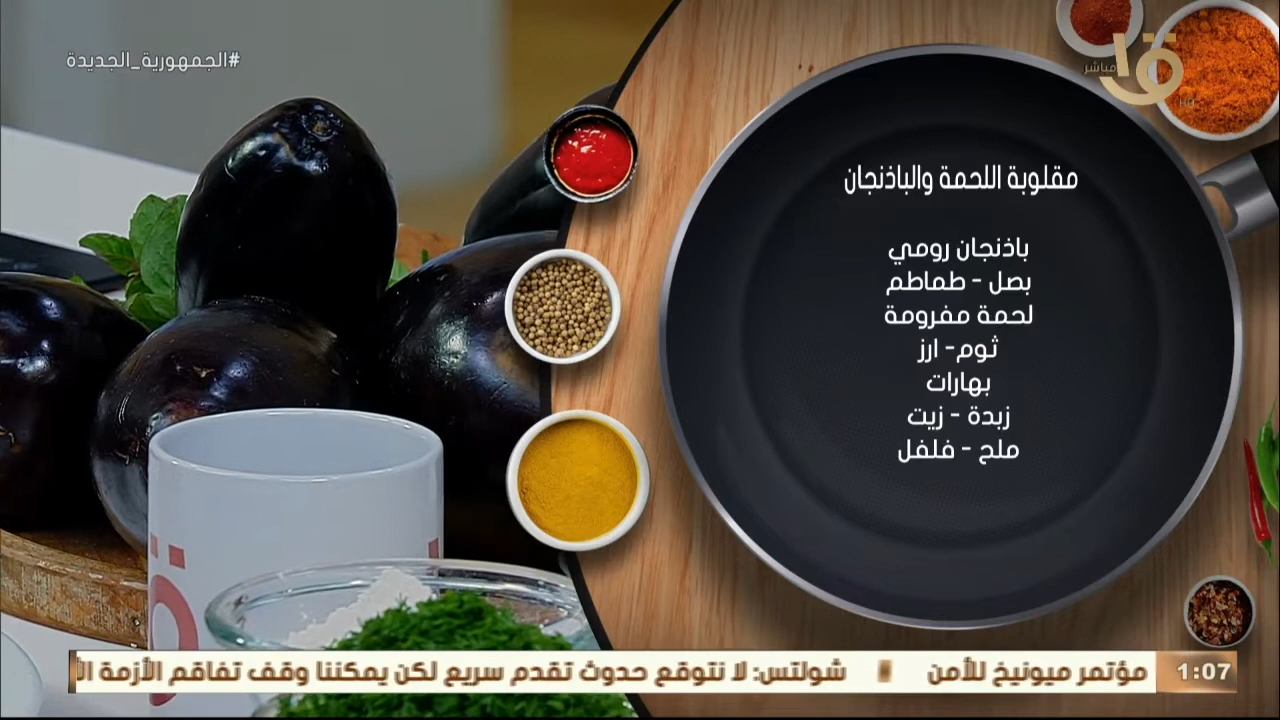 #الجمهورية_الجديدة
مباشر
HD
مقلوبة اللحمة والباذنجان
باذنجان رومي
بصل - طماطم
لحمة مفرومة
ثوم- ارز
بهارات
زبدة - زيت
ملح - فلفل
1:07 مؤتمر ميونيخ للأمن شولتس: لا نتوقع حدوث تقدم سريع لكن يمكننا وقف تفاقم الأزمة